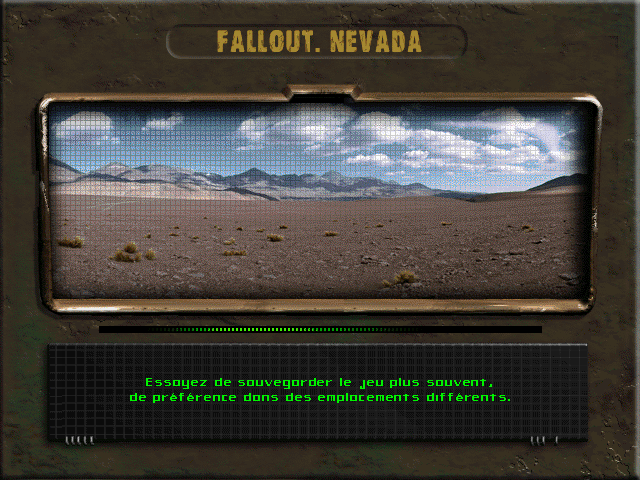 FALLOUT. NEVADA
Essayez de sauvegarder le jeu plus souvent,
de préférence dans des emplacements différents.